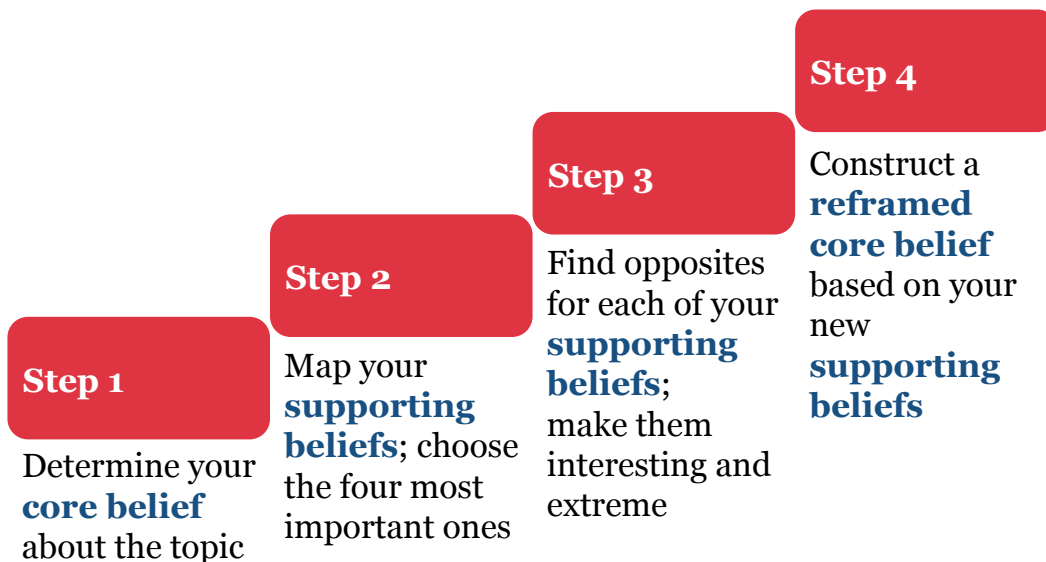 Step 1
Determine your
core belief
about the topic
Step 2
Map your
supporting
beliefs; choose
the four most
important ones
Step 3
Find opposites
for each of your
supporting
beliefs;
make them
interesting and
extreme
Step 4
Construct a
reframed
core belief
based on your
new
supporting
beliefs